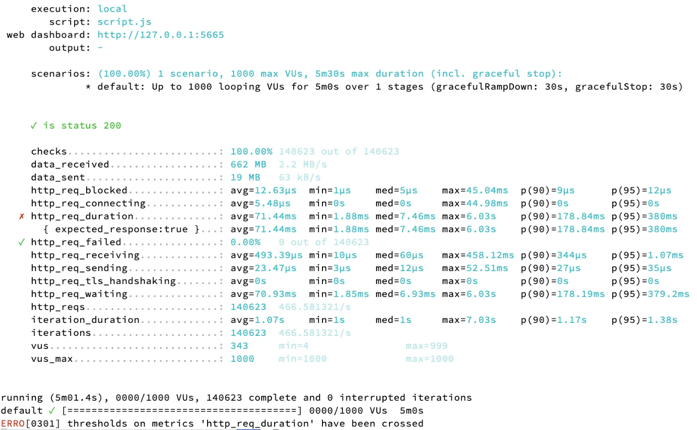 execution: local
script: script.js
web dashboard: http://127.0.0.1:5665
output: -
scenarios: (100.00%) 1 scenario, 1000 max VUs, 5m30s max duration (incl. graceful stop):
* default: Up to 1000 looping VUs for 5m0s over 1 stages (gracefulRampDown: 30s, gracefulStop: 30s)
✓ is status 200
checks.........................: 100.00% 140623 out of 140623
data_received..................: 662 MB 2.2 MB/s
data_sent......................: 19 MB 63 kB/s
http_req_blocked...............: avg=12.63µs min=1µs med=5µs max=45.04ms p(90)=9µs p(95)=12µs
http_req_connecting............: avg=5.48µs min=0s med=0s max=44.98ms p(90)=0s p(95)=0s
✗ http_req_duration..............: avg=71.44ms min=1.88ms med=7.46ms max=6.03s p(90)=178.84ms p(95)=380ms
{ expected_response:true }...: avg=71.44ms min=1.88ms med=7.46ms max=6.03s p(90)=178.84ms p(95)=380ms
✓ http_req_failed................: 0.00% 0 out of 140623
http_req_receiving.............: avg=493.39µs min=10µs med=60µs max=458.12ms p(90)=344µs p(95)=1.07ms
http_req_sending...............: avg=23.47µs min=3µs med=12µs max=52.51ms p(90)=27µs p(95)=35µs
http_req_tls_handshaking.......: avg=0s min=0s med=0s max=0s p(90)=0s p(95)=0s
http_req_waiting...............: avg=70.93ms min=1.85ms med=6.93ms max=6.03s p(90)=178.19ms p(95)=379.2ms
http_reqs......................: 140623 466.581321/s
iteration_duration.............: avg=1.07s min=1s med=1s max=7.03s p(90)=1.17s p(95)=1.38s
iterations.....................: 140623 466.581321/s
vus............................: 343 min=4 max=999
vus_max........................: 1000 min=1000 max=1000
running (5m01.4s), 0000/1000 VUs, 140623 complete and 0 interrupted iterations
default ✓ [======================================] 0000/1000 VUs 5m0s
ERRO[0301] thresholds on metrics 'http_req_duration' have been crossed